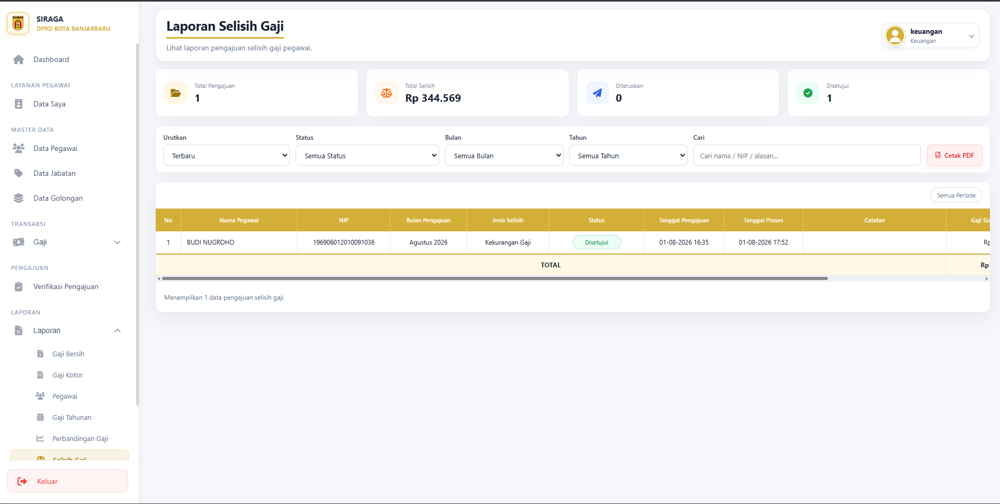 SIRAGA
DPRD KOTA BANJARBARU
Dashboard
LAYANAN PEGAWAI
Data Saya
MASTER DATA
Data Pegawai
Data Jabatan
Data Golongan
TRANSAKSI
Gaji
PENGAJUAN
Verifikasi Pengajuan
LAPORAN
Laporan
Gaji Bersih
Gaji Kotor
Pegawai
Gaji Tahunan
Perbandingan Gaji
Selisih Gaji
Keluar
Laporan Selisih Gaji
Lihat laporan pengajuan selisih gaji pegawai.
keuangan
Keuangan
Total Pengajuan
1
Total Selisih
Rp 344.569
Diteruskan
0
Disetujui
1
Urutkan Status Bulan Tahun Cari
Terbaru Semua Status Semua Bulan Semua Tahun Cari nama / NIP / alasan... Cetak PDF
Semua Periode
No Nama Pegawai NIP Bulan Pengajuan Jenis Selisih Status Tanggal Pengajuan Tanggal Proses Catatan Gaji Sis
1 BUDI NUGROHO 196906012010091036 Agustus 2026 Kekurangan Gaji Disetujui 01-08-2026 16:35 01-08-2026 17:52 Rp
TOTAL Rp
Menampilkan 1 data pengajuan selisih gaji